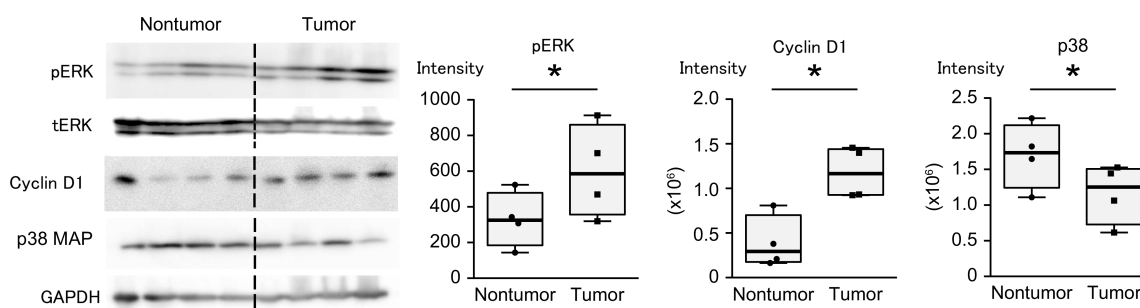 Nontumor Tumor
pERK
tERK
Cyclin D1
p38 MAP
GAPDH
pERK
Intensity
*
1000
800
600
400
200
0
Nontumor Tumor
Cyclin D1
Intensity
*
(x10⁶)
2.0
1.5
1.0
0.5
0
Nontumor Tumor
p38
Intensity
*
(x10⁶)
2.5
2.0
1.5
1.0
0.5
0
Nontumor Tumor